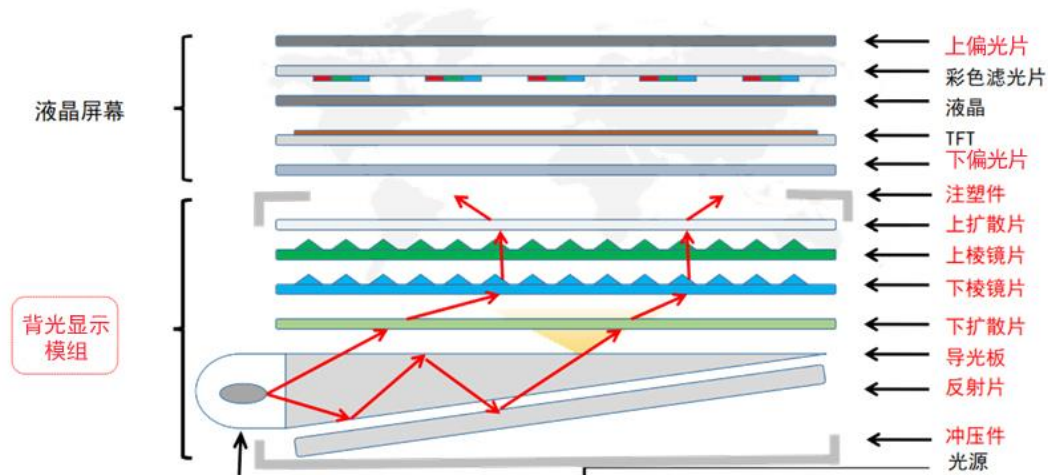 液晶屏幕
上偏光片
彩色滤光片
液晶
TFT
下偏光片
注塑件
上扩散片
上棱镜片
下棱镜片
背光显示
模组
下扩散片
导光板
反射片
冲压件
光源